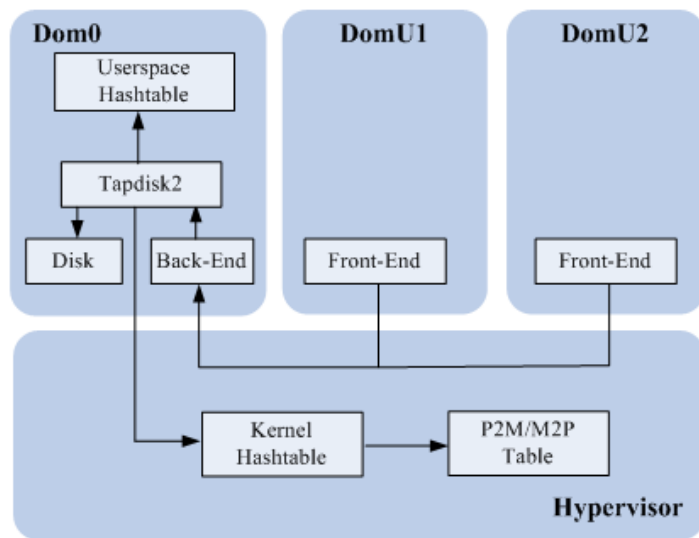 Dom0
DomU1
DomU2
Userspace
Hashtable
Tapdisk2
Disk
Back-End
Front-End
Front-End
Kernel
Hashtable
P2M/M2P
Table
Hypervisor